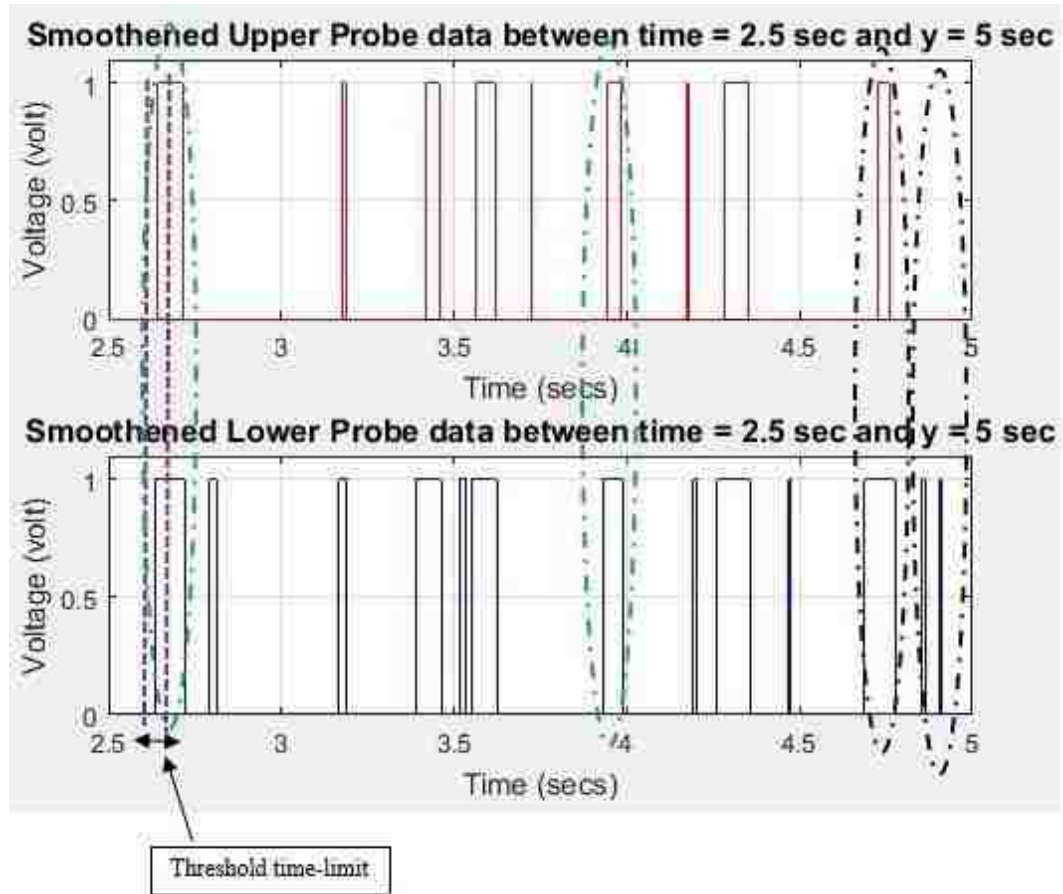 Smoothened Upper Probe data between time = 2.5 sec and y = 5 sec
Voltage (volt)
1
0.5
0
2.5
3
3.5
4
4.5
5
Time (secs)
Smoothened Lower Probe data between time = 2.5 sec and y = 5 sec
Voltage (volt)
1
0.5
0
2.5
3
3.5
4
4.5
5
Time (secs)
Threshold time-limit